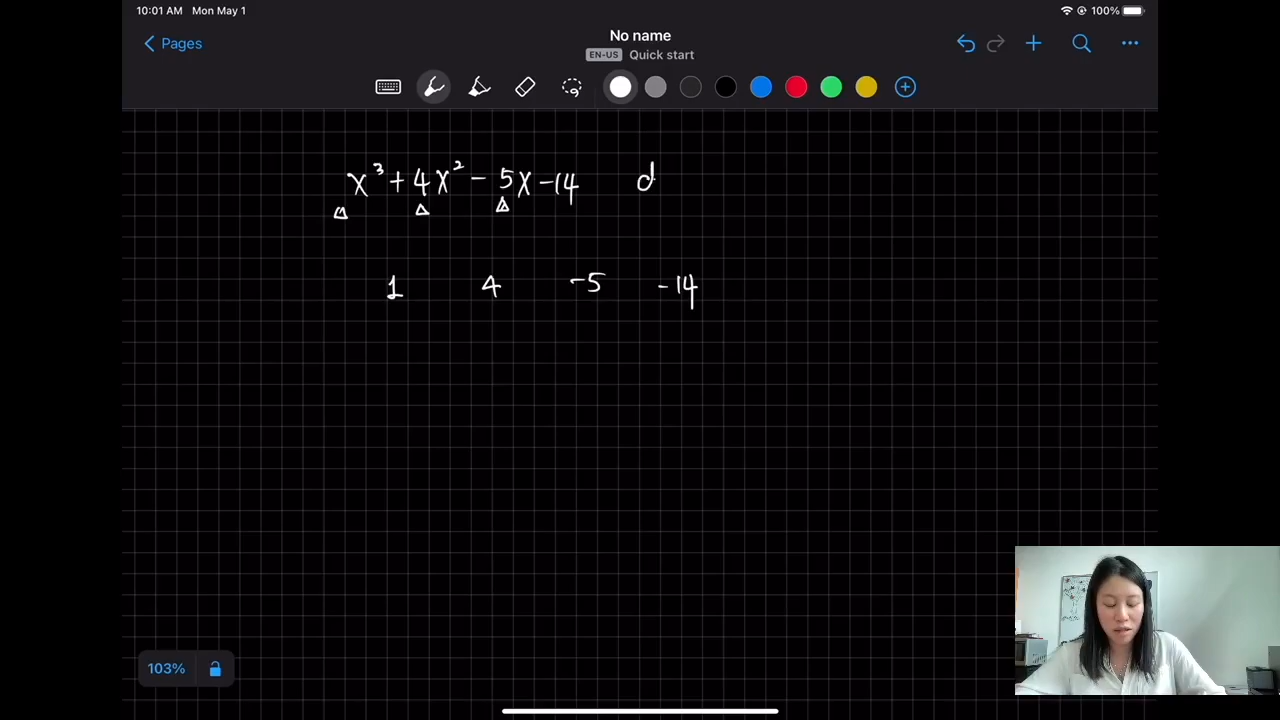 10:01 AM Mon May 1 100%
Pages
No name
EN-US Quick start
x³ + 4x² - 5x - 14 d
1 4 -5 -14
103%